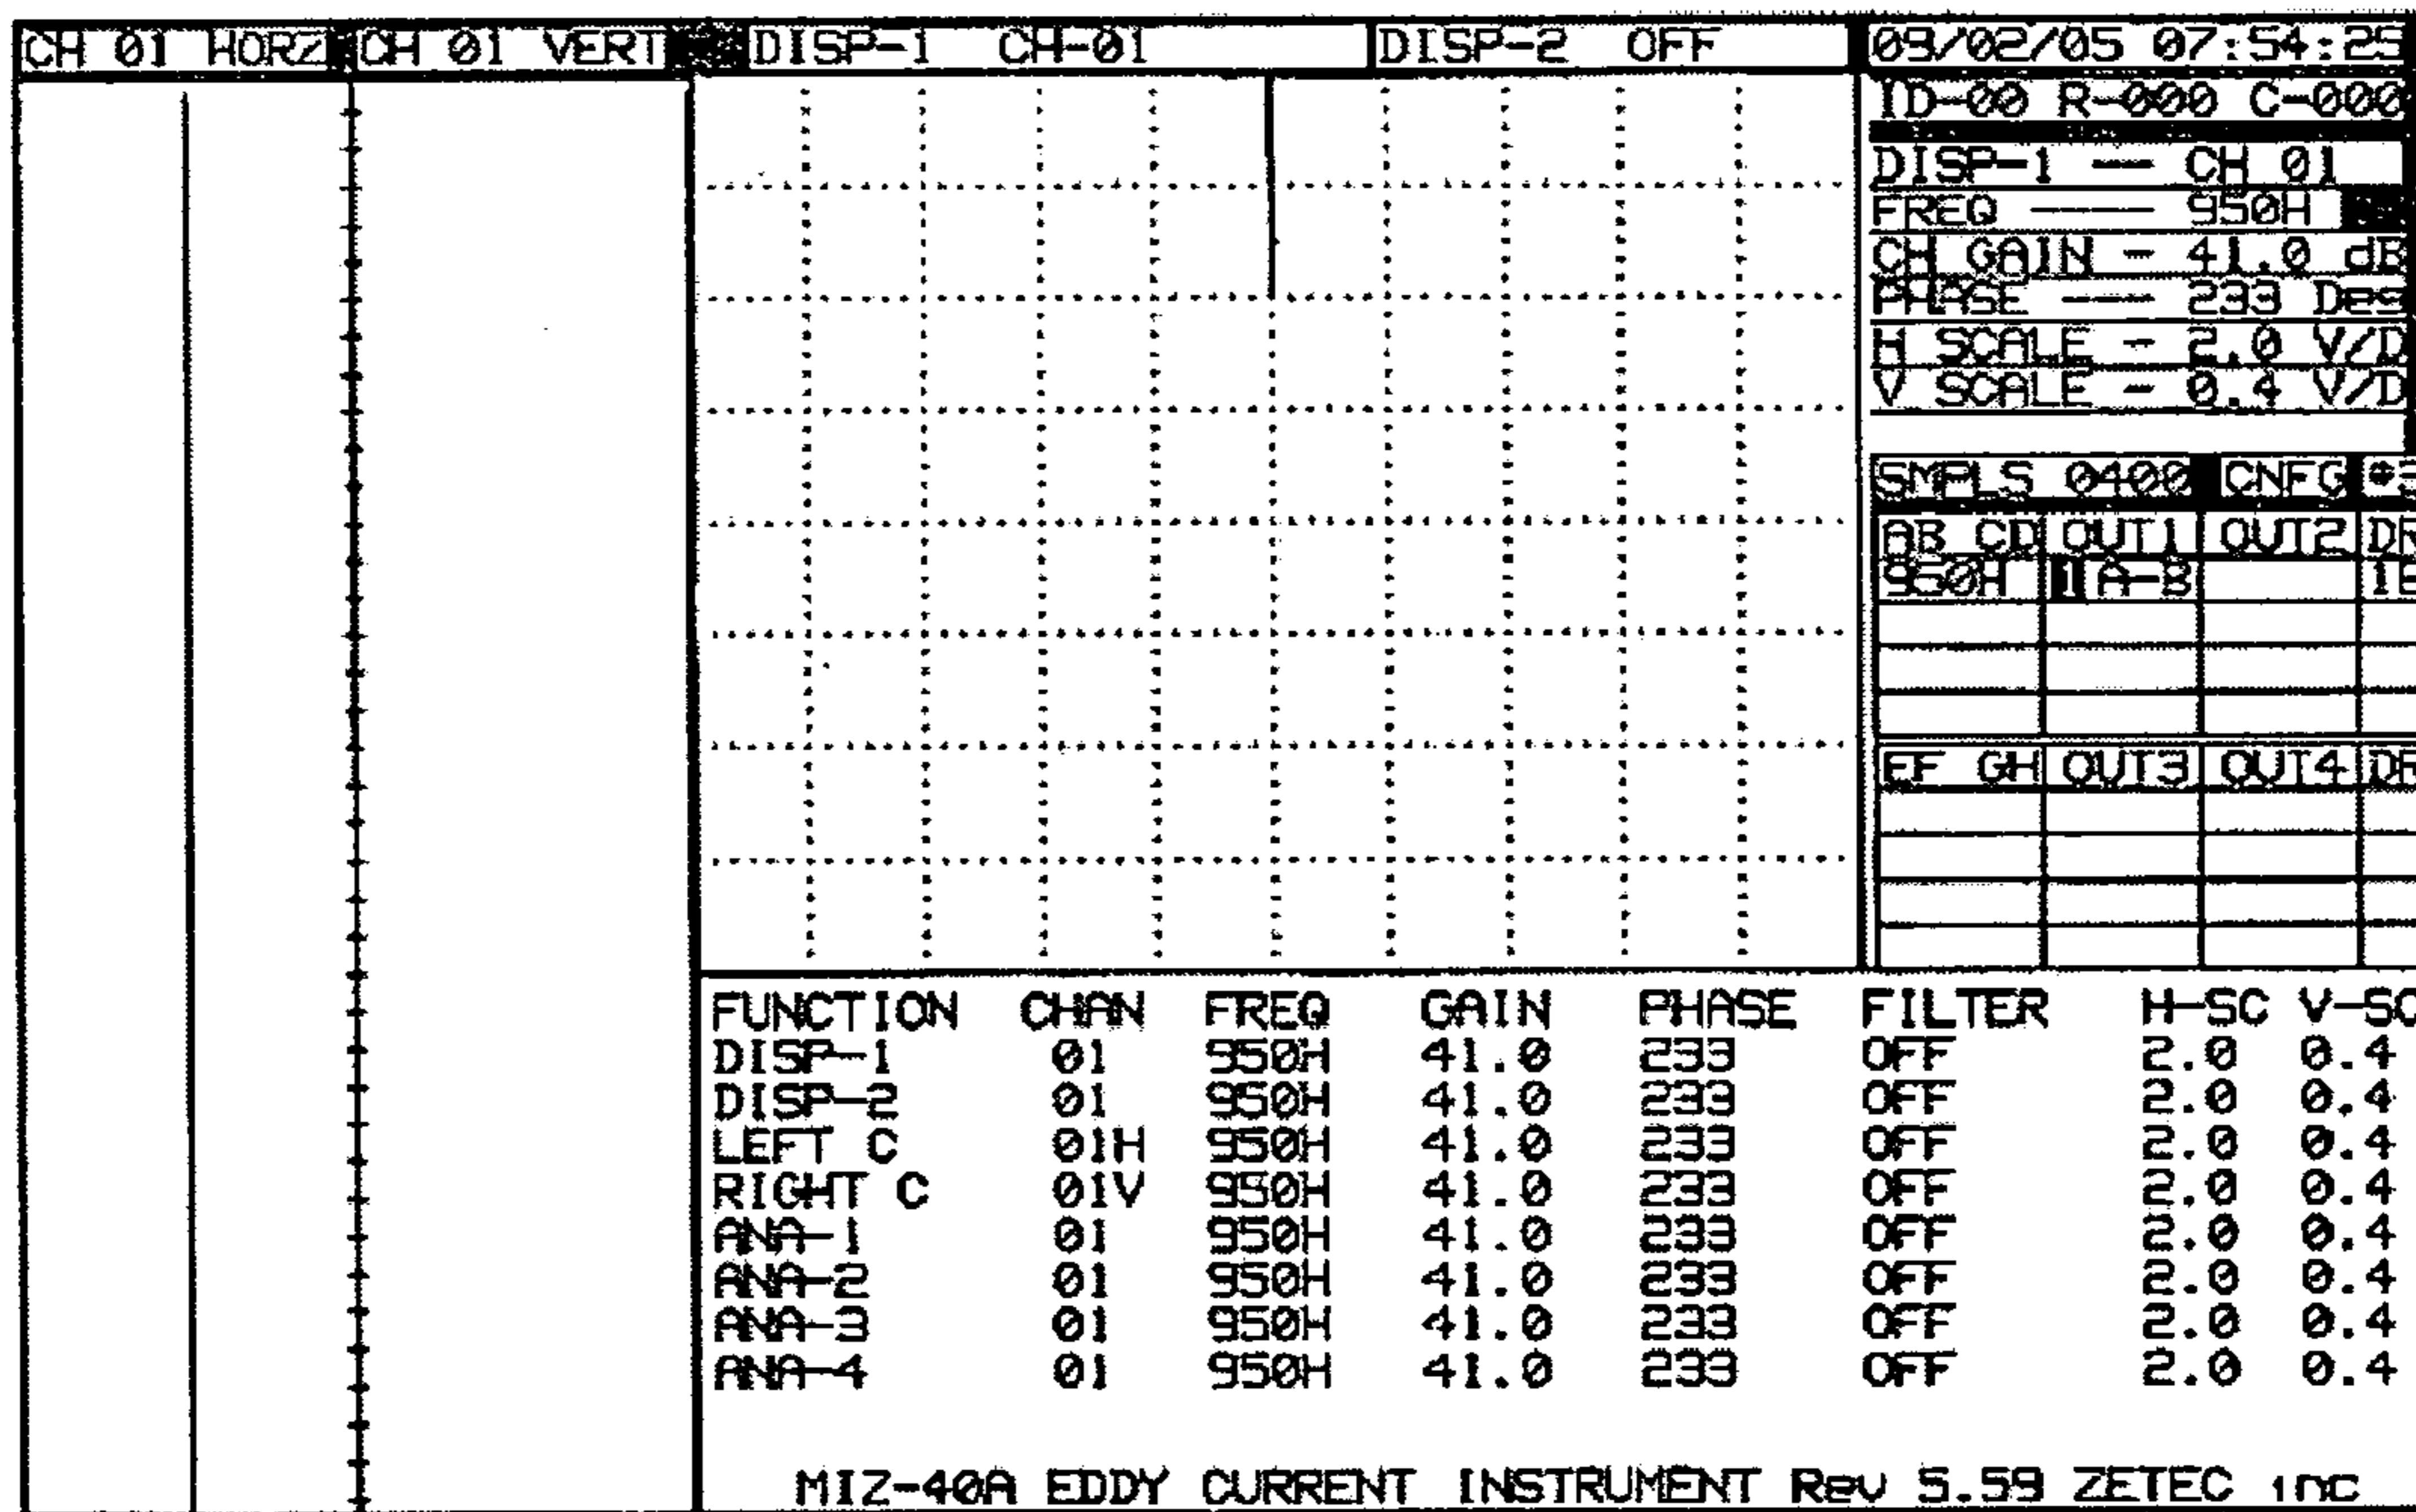 CH 01 HORZ CH 01 VERT DISP-1 CH-01 DISP-2 OFF 09/02/05 07:54:25
ID-00 R-000 C-000
DISP-1 — CH 01
FREQ —— 950H
CH GAIN - 41.0 dB
PHASE —— 233 Deg
H SCALE - 2.0 V/D
V SCALE - 0.4 V/D
SMPLS 0400 CNFG #3
AB CD OUT1 OUT2 DR
950H 1 A-B
EF GH OUT3 OUT4 DR
FUNCTION CHAN FREQ GAIN PHASE FILTER H-SC V-SC
DISP-1 01 950H 41.0 233 OFF 2.0 0.4
DISP-2 01 950H 41.0 233 OFF 2.0 0.4
LEFT C 01H 950H 41.0 233 OFF 2.0 0.4
RIGHT C 01V 950H 41.0 233 OFF 2.0 0.4
ANA-1 01 950H 41.0 233 OFF 2.0 0.4
ANA-2 01 950H 41.0 233 OFF 2.0 0.4
ANA-3 01 950H 41.0 233 OFF 2.0 0.4
ANA-4 01 950H 41.0 233 OFF 2.0 0.4
MIZ-40A EDDY CURRENT INSTRUMENT Rev 5.59 ZETEC inc